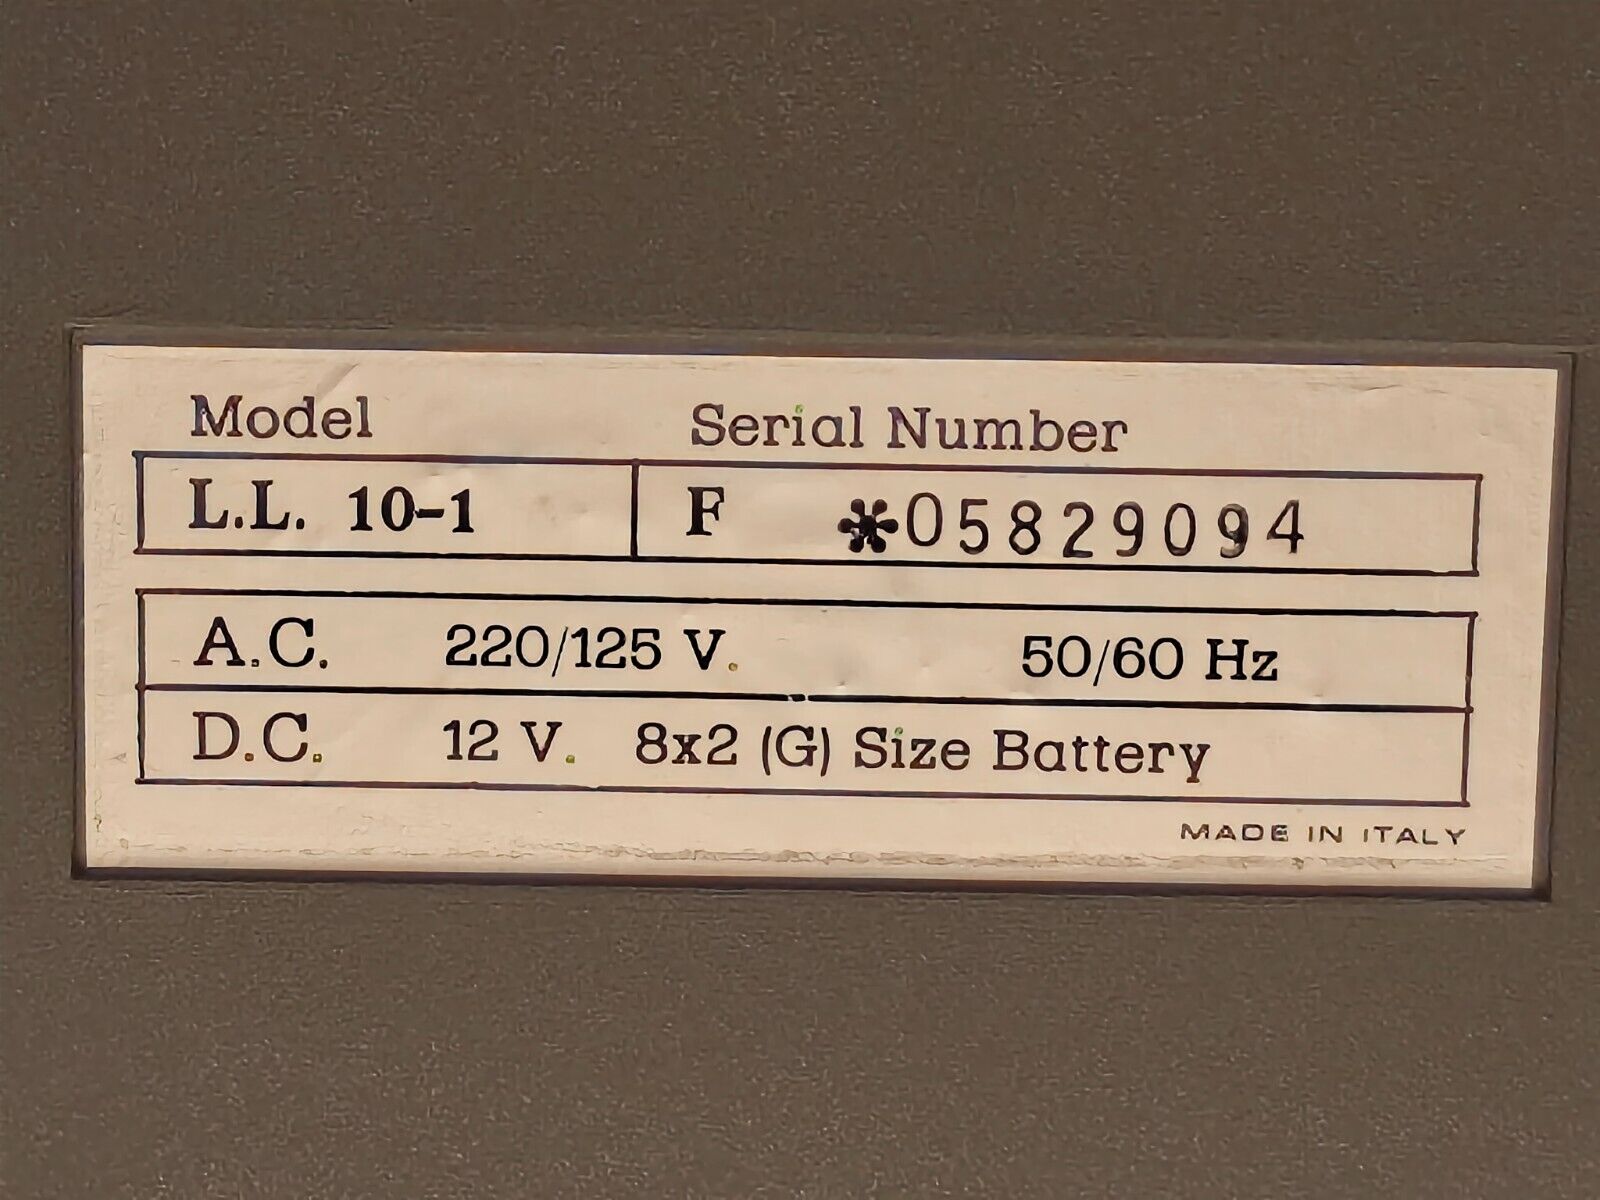 Model Serial Number
L.L. 10-1 F *05829094
A.C. 220/125 V. 50/60 Hz
D.C. 12 V. 8x2 (G) Size Battery
MADE IN ITALY